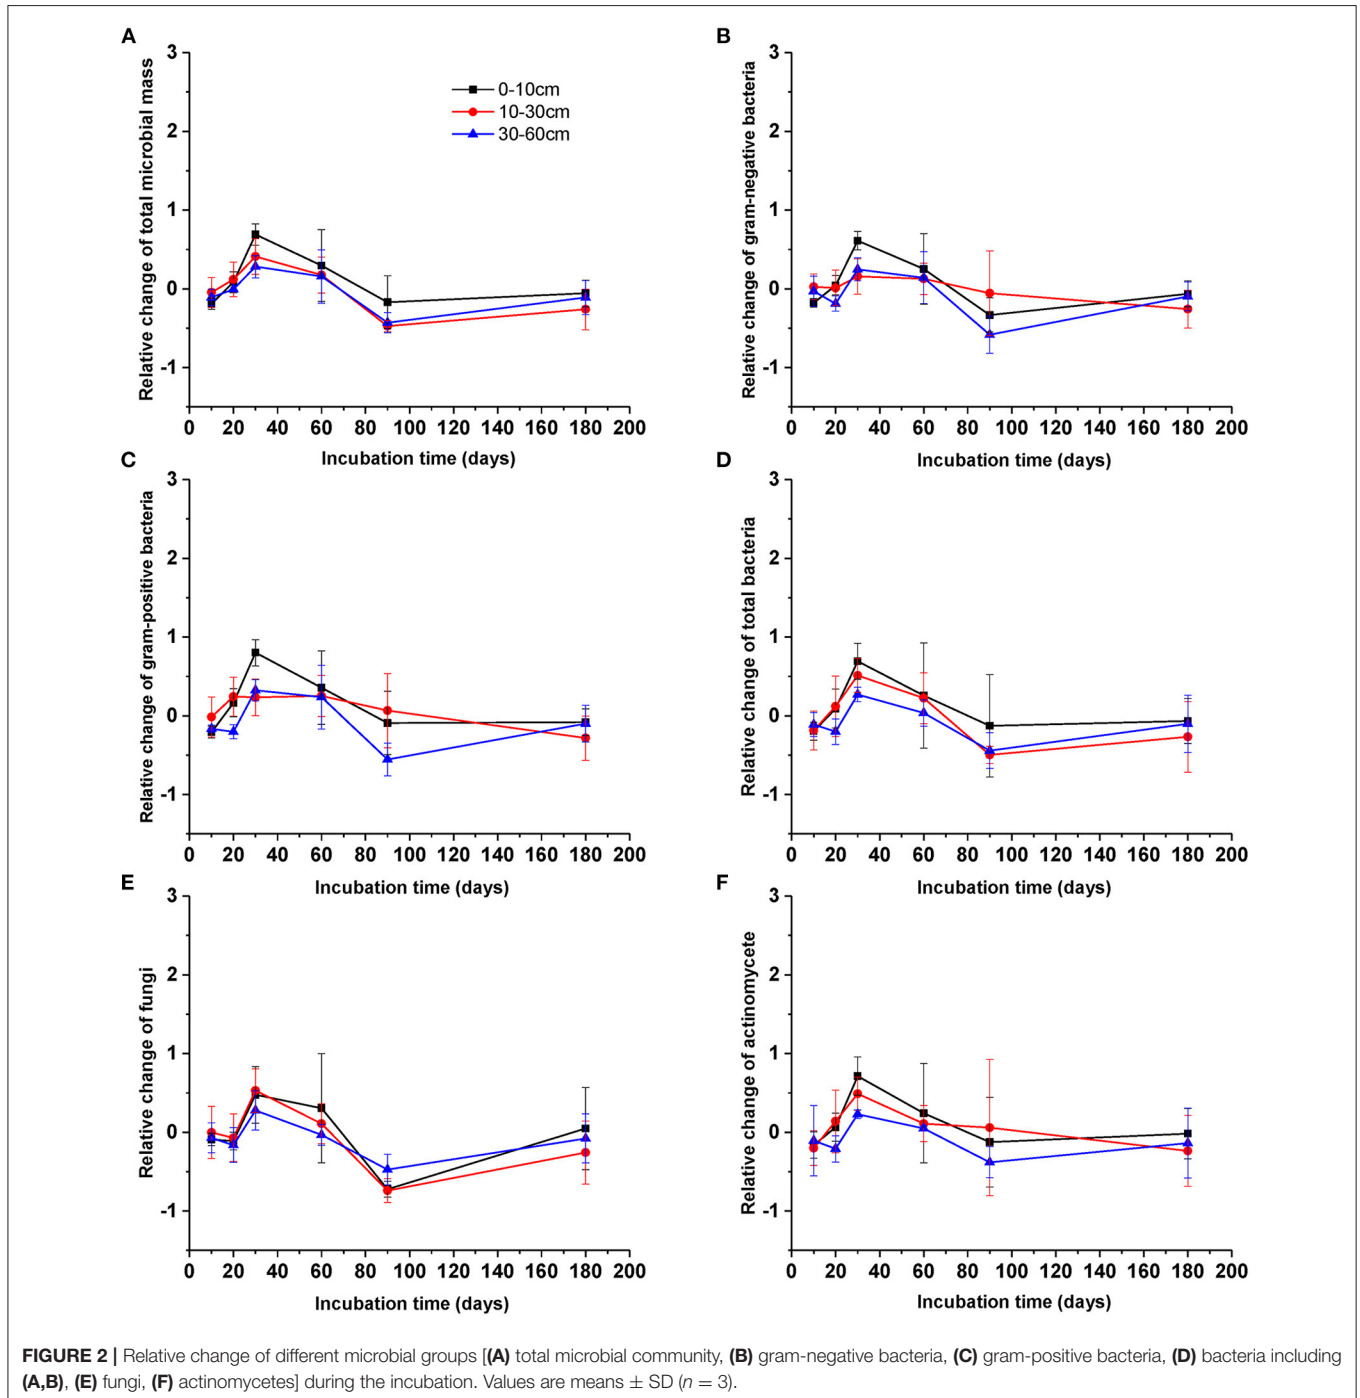 A
3
2
1
0
-1
Relative change of total microbial mass
0-10cm
10-30cm
30-60cm
0 20 40 60 80 100 120 140 160 180 200
Incubation time (days)
B
3
2
1
0
-1
Relative change of gram-negative bacteria
0 20 40 60 80 100 120 140 160 180 200
Incubation time (days)
C
3
2
1
0
-1
Relative change of gram-positive bacteria
0 20 40 60 80 100 120 140 160 180 200
Incubation time (days)
D
3
2
1
0
-1
Relative change of total bacteria
0 20 40 60 80 100 120 140 160 180 200
Incubation time (days)
E
3
2
1
0
-1
Relative change of fungi
0 20 40 60 80 100 120 140 160 180 200
Incubation time (days)
F
3
2
1
0
-1
Relative change of actinomycete
0 20 40 60 80 100 120 140 160 180 200
Incubation time (days)
FIGURE 2 | Relative change of different microbial groups [(A) total microbial community, (B) gram-negative bacteria, (C) gram-positive bacteria, (D) bacteria including
(A,B), (E) fungi, (F) actinomycetes] during the incubation. Values are means ± SD (n = 3).